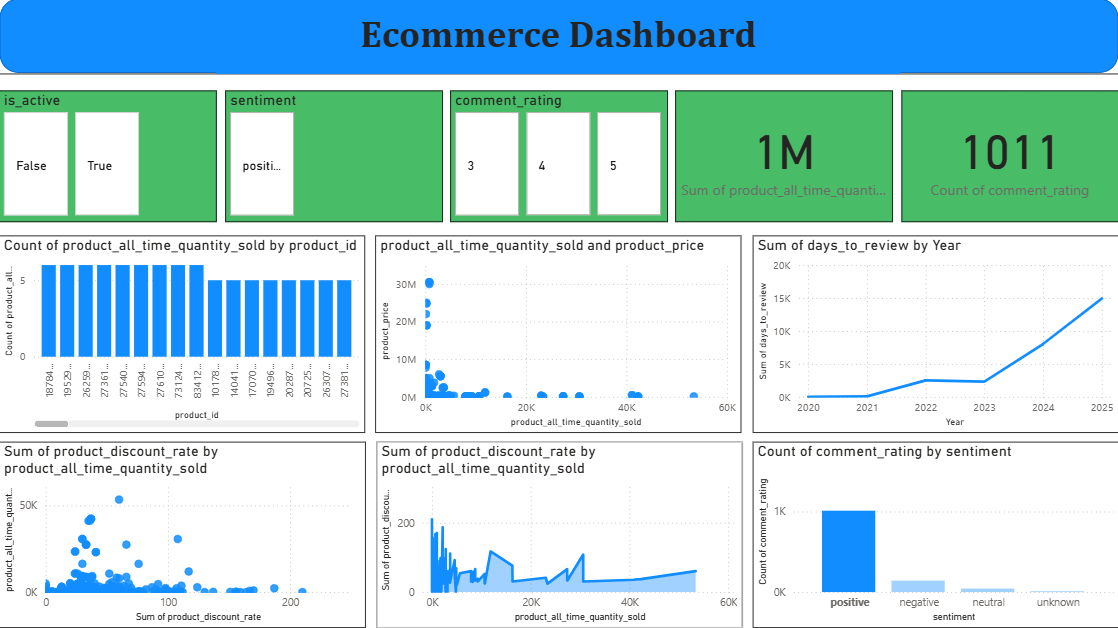 Ecommerce Dashboard
is_active
False
True
sentiment
positi...
comment_rating
3
4
5
1M
Sum of product_all_time_quanti...
1011
Count of comment_rating
Count of product_all_time_quantity_sold by product_id
Count of product_all...
5
0
18784...
19529...
26259...
27361...
27540...
27594...
27610...
73124...
83412...
10178...
14041...
17070...
19496...
20287...
20725...
26307...
27381...
product_id
product_all_time_quantity_sold and product_price
product_price
30M
20M
10M
0M
0K
20K
40K
60K
product_all_time_quantity_sold
Sum of days_to_review by Year
Sum of days_to_review
20K
15K
10K
5K
0K
2020
2021
2022
2023
2024
2025
Year
Sum of product_discount_rate by
product_all_time_quantity_sold
product_all_time_quant...
50K
0K
0
100
200
Sum of product_discount_rate
Sum of product_discount_rate by
product_all_time_quantity_sold
Sum of product_discou...
200
0
0K
20K
40K
60K
product_all_time_quantity_sold
Count of comment_rating by sentiment
Count of comment_rating
1K
0K
positive
negative
neutral
unknown
sentiment